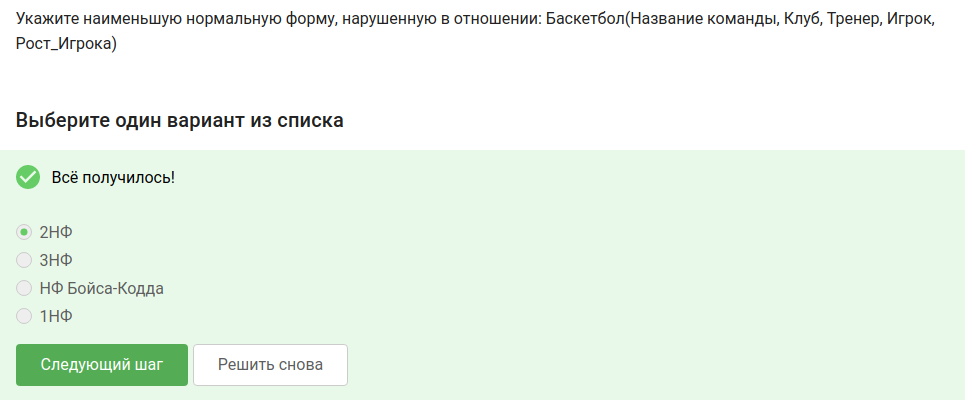 Укажите наименьшую нормальную форму, нарушенную в отношении: Баскетбол(Название команды, Клуб, Тренер, Игрок,
Рост_Игрока)
Выберите один вариант из списка
Всё получилось!
2НФ
3НФ
НФ Бойса-Кодда
1НФ
Следующий шаг
Решить снова